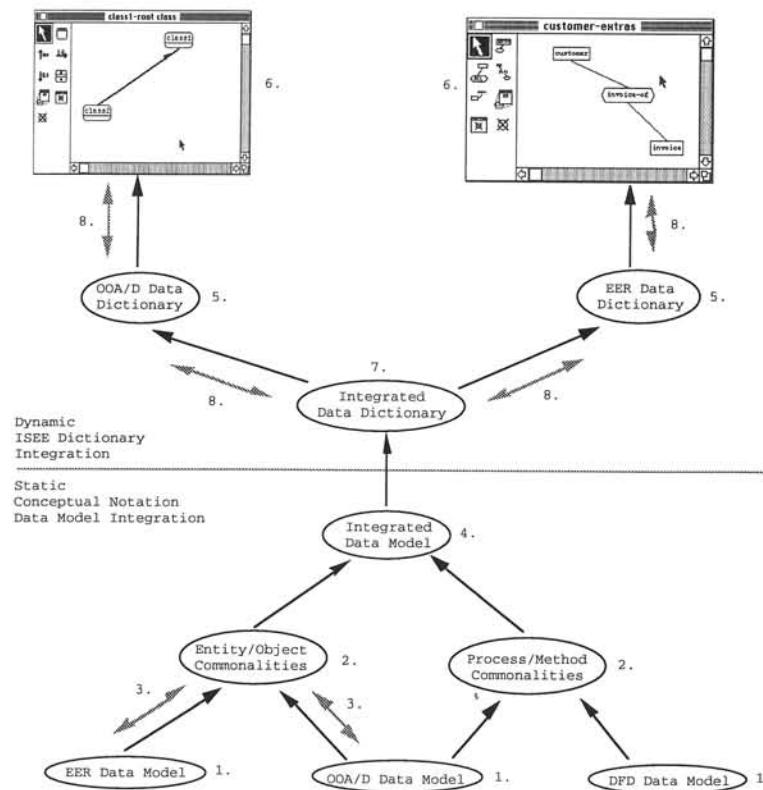 class1-root class
class1
class2
6.
customer-extras
customer
invoice-of
invoice
6.
8.
8.
OOA/D Data
Dictionary
5.
EER Data
Dictionary
5.
7.
8.
Integrated
Data Dictionary
8.
Dynamic
ISEE Dictionary
Integration
Static
Conceptual Notation
Data Model Integration
Integrated
Data Model
4.
Entity/Object
Commonalities
2.
Process/Method
Commonalities
2.
3.
3.
EER Data Model
1.
OOA/D Data Model
1.
DFD Data Model
1